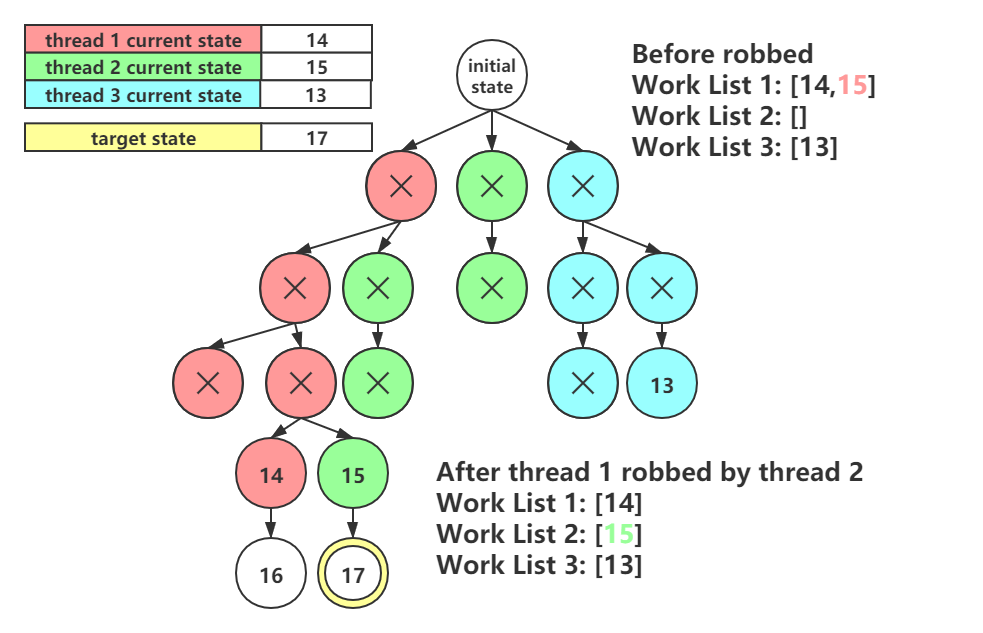 thread 1 current state 14
thread 2 current state 15
thread 3 current state 13
target state 17
initial
state
Before robbed
Work List 1: [14,15]
Work List 2: []
Work List 3: [13]
13
14
15
After thread 1 robbed by thread 2
Work List 1: [14]
Work List 2: [15]
Work List 3: [13]
16
17